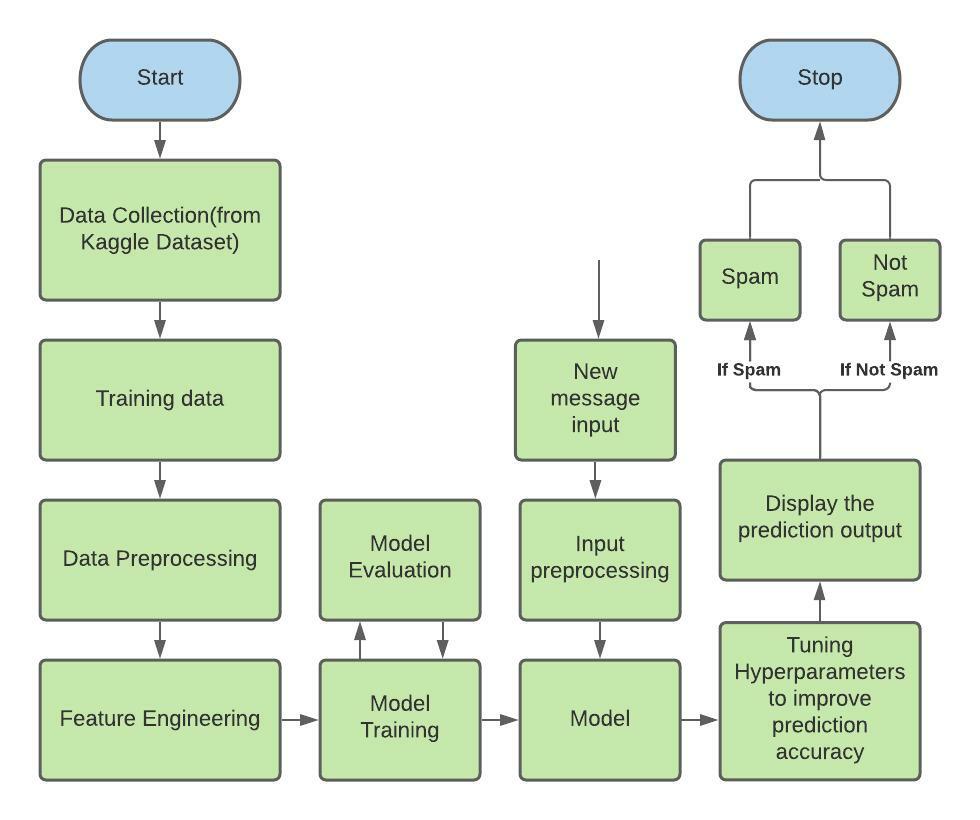 Start
Data Collection(from
Kaggle Dataset)
Training data
Data Preprocessing
Feature Engineering
Model
Evaluation
Model
Training
New
message
input
Input
preprocessing
Model
Tuning
Hyperparameters
to improve
prediction
accuracy
Display the
prediction output
If Spam
If Not Spam
Spam
Not
Spam
Stop